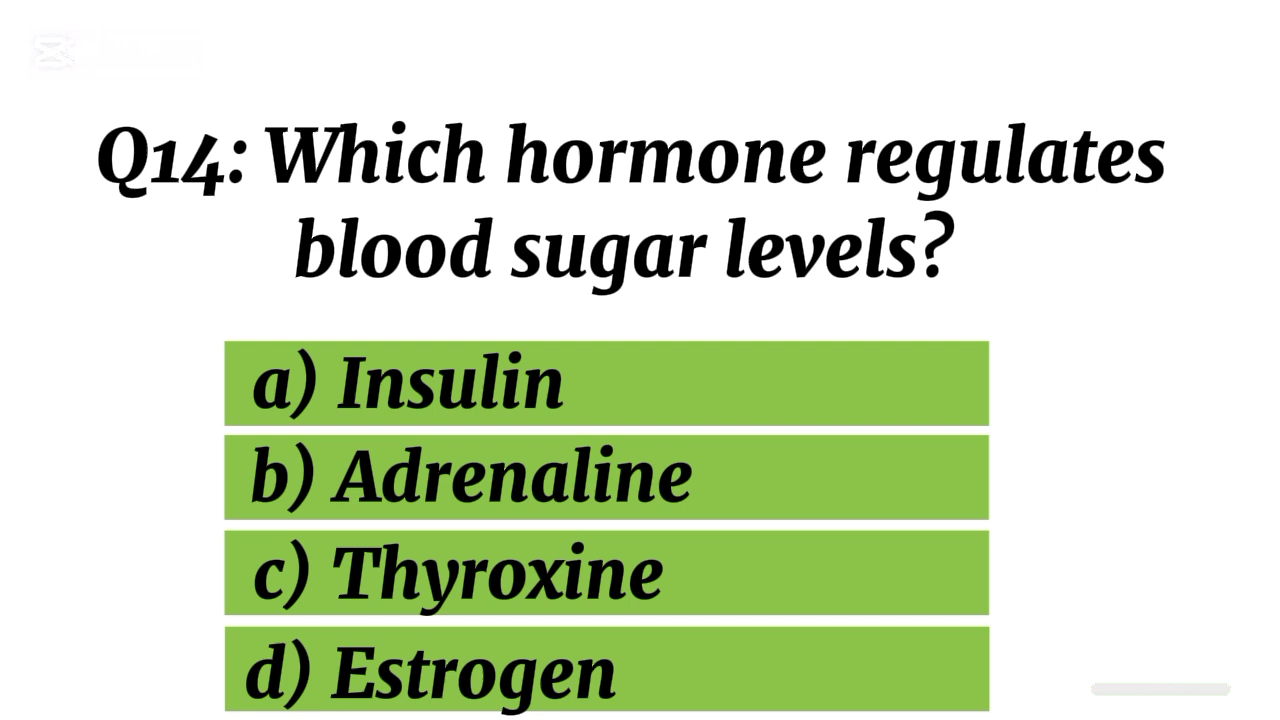 Q14: Which hormone regulates
blood sugar levels?
a) Insulin
b) Adrenaline
c) Thyroxine
d) Estrogen